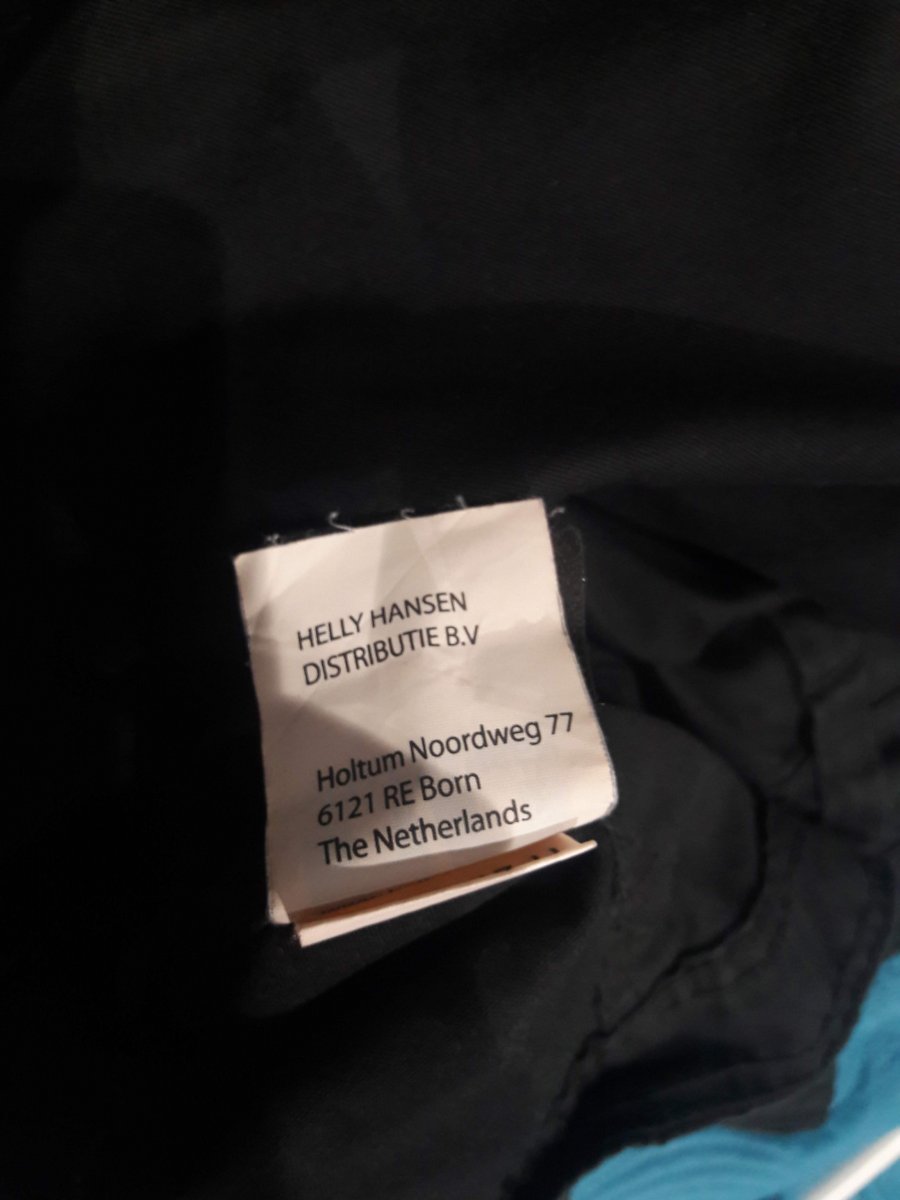 HELLY HANSEN
DISTRIBUTIE B.V
Holtum Noordweg 77
6121 RE Born
The Netherlands